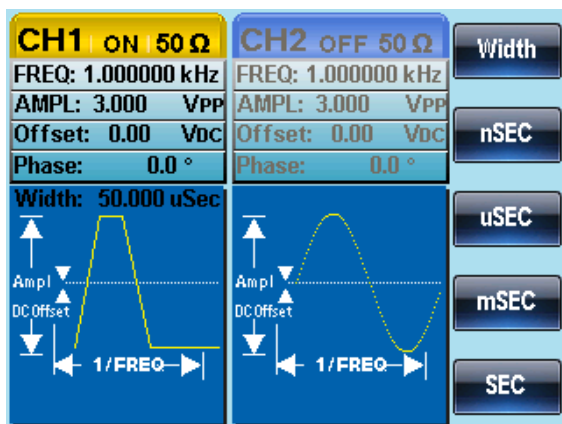 CH1 ON 50 Ω
FREQ: 1.000000 kHz
AMPL: 3.000 VPP
Offset: 0.00 VDC
Phase: 0.0 °
Width: 50.000 uSec
Ampl
DC Offset
1/FREQ
CH2 OFF 50 Ω
FREQ: 1.000000 kHz
AMPL: 3.000 VPP
Offset: 0.00 VDC
Phase: 0.0 °
Ampl
DC Offset
1/FREQ
Width
nSEC
uSEC
mSEC
SEC